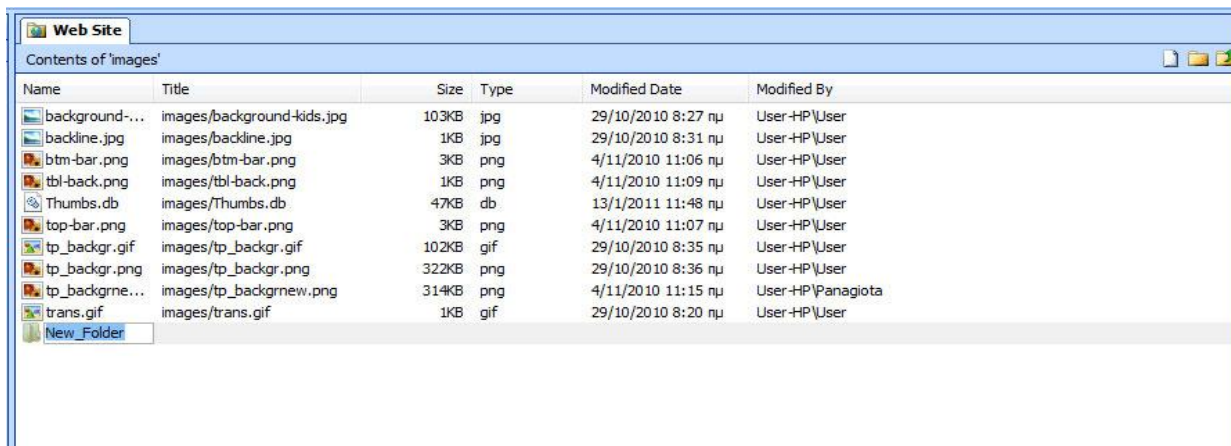 Web Site
Contents of 'images'
Name Title Size Type Modified Date Modified By
background-... images/background-kids.jpg 103KB jpg 29/10/2010 8:27 πμ User-HP\User
backline.jpg images/backline.jpg 1KB jpg 29/10/2010 8:31 πμ User-HP\User
btm-bar.png images/btm-bar.png 3KB png 4/11/2010 11:06 πμ User-HP\User
tbl-back.png images/tbl-back.png 1KB png 4/11/2010 11:09 πμ User-HP\User
Thumbs.db images/Thumbs.db 47KB db 13/1/2011 11:48 πμ User-HP\User
top-bar.png images/top-bar.png 3KB png 4/11/2010 11:07 πμ User-HP\User
tp_backgr.gif images/tp_backgr.gif 102KB gif 29/10/2010 8:35 πμ User-HP\User
tp_backgr.png images/tp_backgr.png 322KB png 29/10/2010 8:36 πμ User-HP\User
tp_backgrne... images/tp_backgrnew.png 314KB png 4/11/2010 11:15 πμ User-HP\Panagiota
trans.gif images/trans.gif 1KB gif 29/10/2010 8:20 πμ User-HP\User
New_Folder